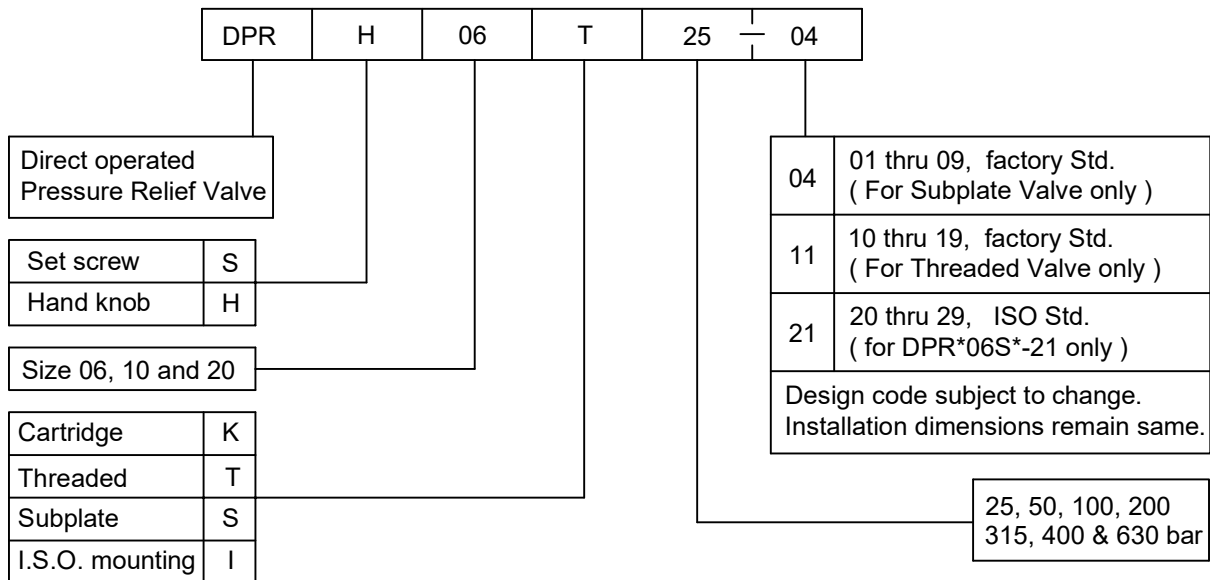 DPR H 06 T 25 — 04
Direct operated
Pressure Relief Valve
Set screw S
Hand knob H
Size 06, 10 and 20
Cartridge K
Threaded T
Subplate S
I.S.O. mounting I
04 01 thru 09, factory Std.
( For Subplate Valve only )
11 10 thru 19, factory Std.
( For Threaded Valve only )
21 20 thru 29, ISO Std.
( for DPR*06S*-21 only )
Design code subject to change.
Installation dimensions remain same.
25, 50, 100, 200
315, 400 & 630 bar